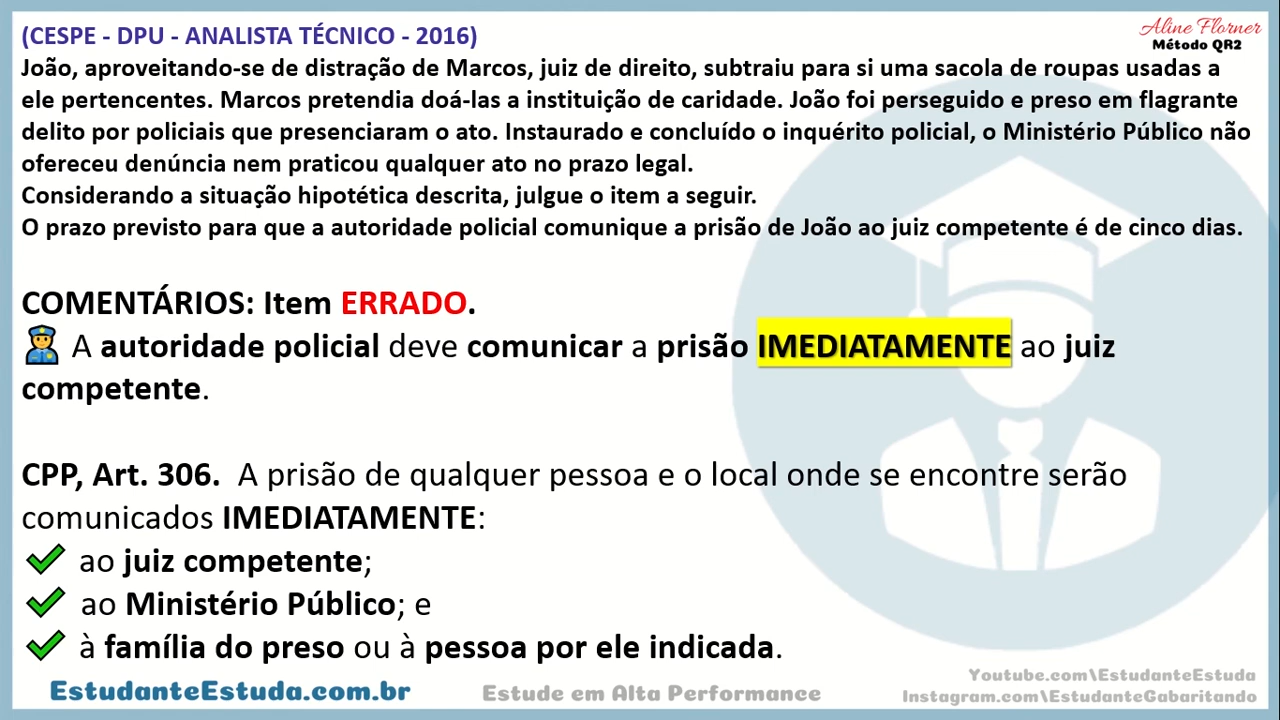 (CESPE - DPU - ANALISTA TÉCNICO - 2016)
Aline Florner
Método QR2
João, aproveitando-se de distração de Marcos, juiz de direito, subtraiu para si uma sacola de roupas usadas a
ele pertencentes. Marcos pretendia doá-las a instituição de caridade. João foi perseguido e preso em flagrante
delito por policiais que presenciaram o ato. Instaurado e concluído o inquérito policial, o Ministério Público não
ofereceu denúncia nem praticou qualquer ato no prazo legal.
Considerando a situação hipotética descrita, julgue o item a seguir.
O prazo previsto para que a autoridade policial comunique a prisão de João ao juiz competente é de cinco dias.
COMENTÁRIOS: Item ERRADO.
A autoridade policial deve comunicar a prisão IMEDIATAMENTE ao juiz
competente.
CPP, Art. 306. A prisão de qualquer pessoa e o local onde se encontre serão
comunicados IMEDIATAMENTE:
ao juiz competente;
ao Ministério Público; e
à família do preso ou à pessoa por ele indicada.
EstudanteEstuda.com.br
Estude em Alta Performance
Youtube.com\EstudanteEstuda
Instagram.com\EstudanteGabaritando